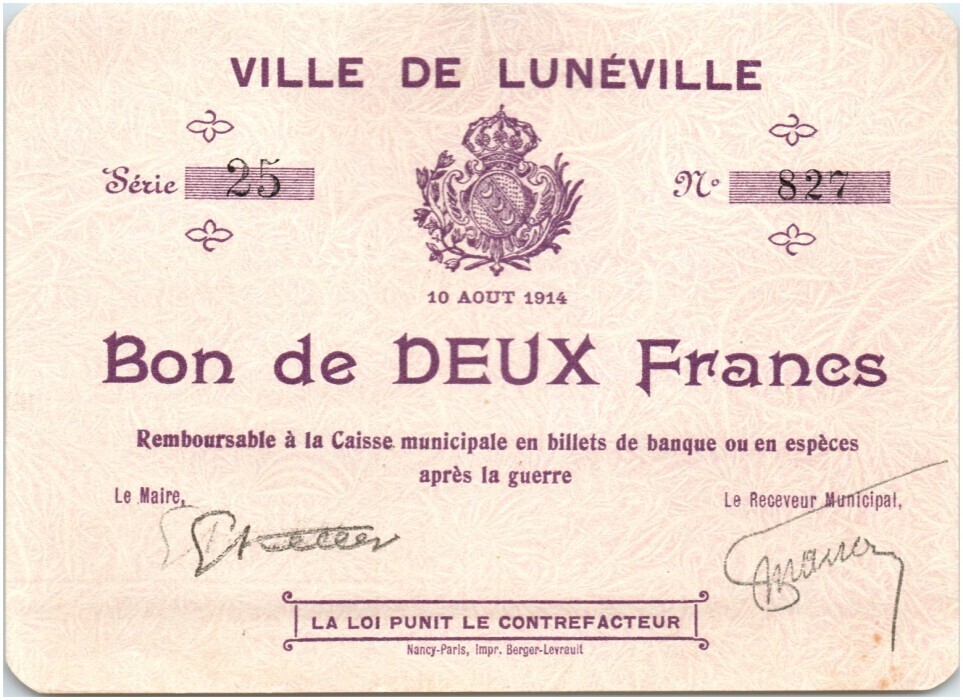 VILLE DE LUNÉVILLE
Série 25
Nº 827
10 AOUT 1914
Bon de DEUX Francs
Remboursable à la Caisse municipale en billets de banque ou en espèces
après la guerre
Le Maire,
Le Receveur Municipal,
LA LOI PUNIT LE CONTREFACTEUR
Nancy-Paris, Impr. Berger-Levrault